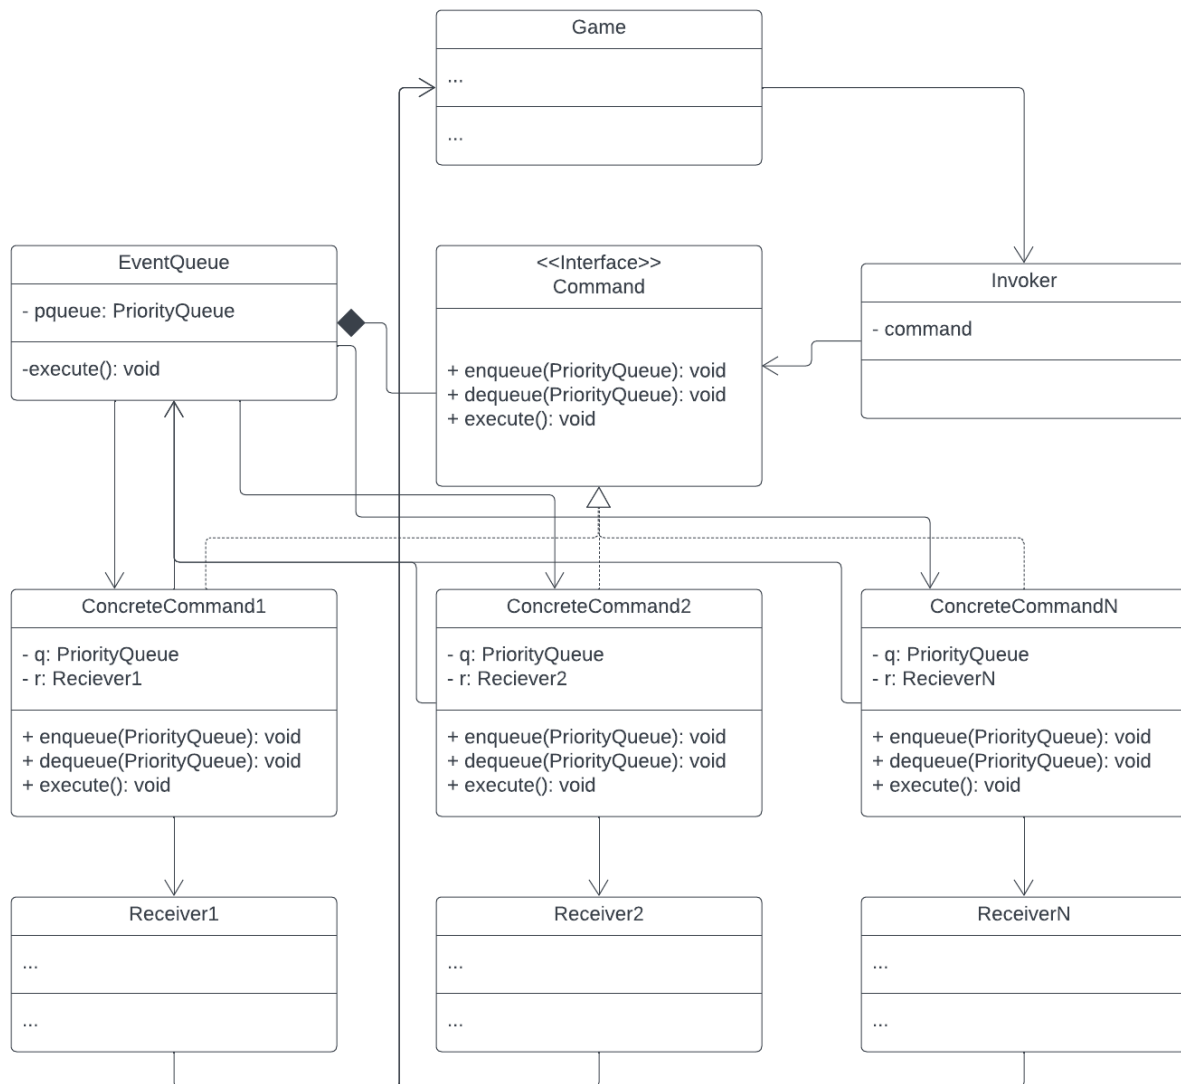 Game
...
...
EventQueue
- pqueue: PriorityQueue
-execute(): void
<<Interface>>
Command
+ enqueue(PriorityQueue): void
+ dequeue(PriorityQueue): void
+ execute(): void
Invoker
- command
ConcreteCommand1
- q: PriorityQueue
- r: Reciever1
+ enqueue(PriorityQueue): void
+ dequeue(PriorityQueue): void
+ execute(): void
ConcreteCommand2
- q: PriorityQueue
- r: Reciever2
+ enqueue(PriorityQueue): void
+ dequeue(PriorityQueue): void
+ execute(): void
ConcreteCommandN
- q: PriorityQueue
- r: RecieverN
+ enqueue(PriorityQueue): void
+ dequeue(PriorityQueue): void
+ execute(): void
Receiver1
...
...
Receiver2
...
...
ReceiverN
...
...